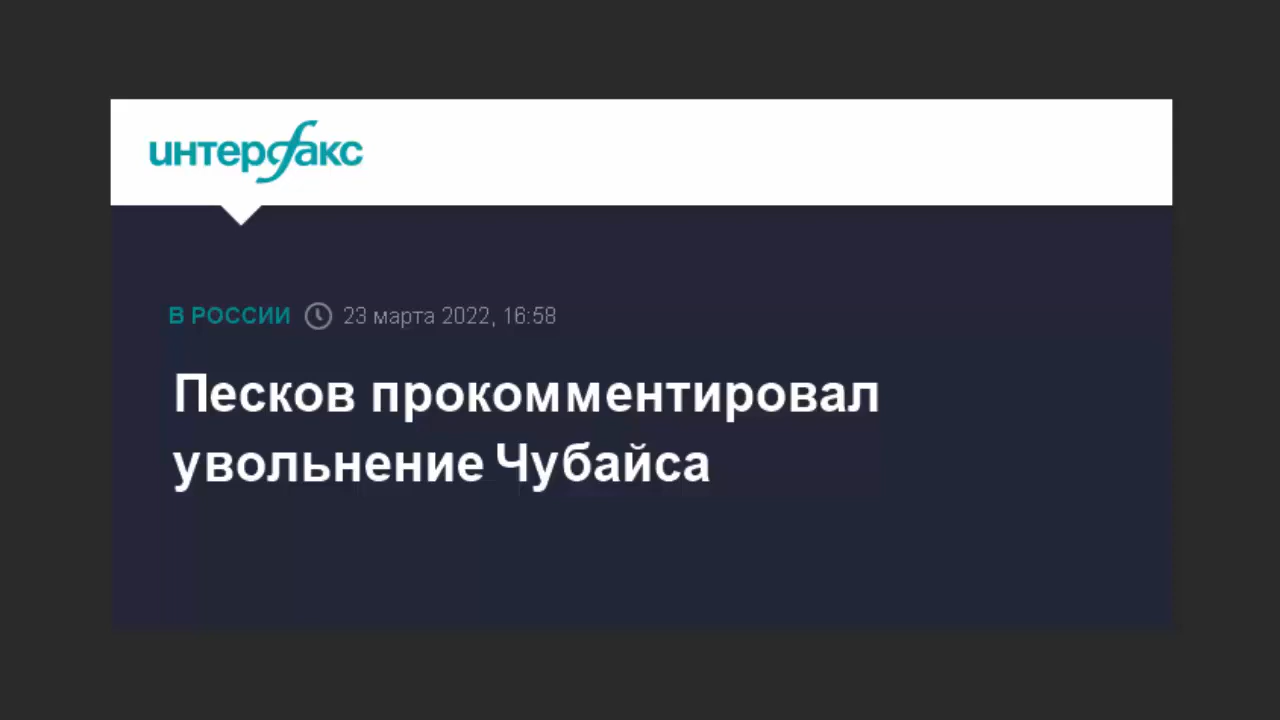 интерфакс
В РОССИИ 23 марта 2022, 16:58
Песков прокомментировал
увольнение Чубайса